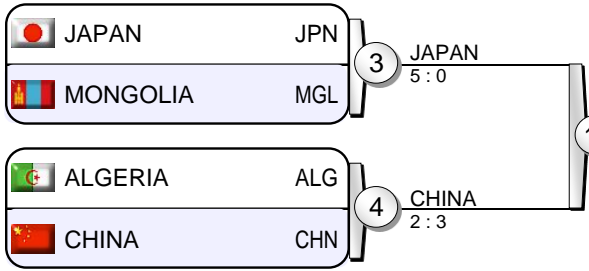 JAPAN JPN
3
JAPAN
5 : 0
MONGOLIA MGL
ALGERIA ALG
4
CHINA
2 : 3
CHINA CHN